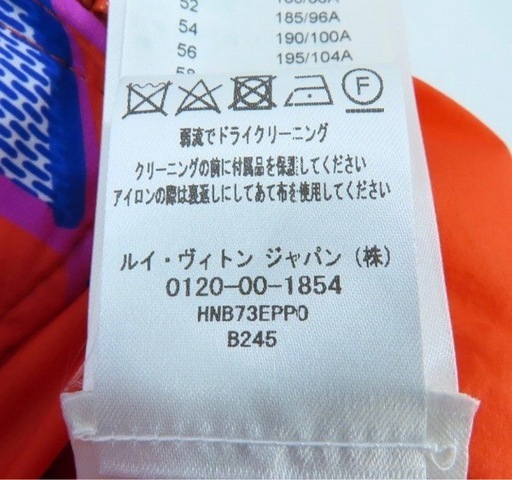 52
54 185/96A
56 190/100A
195/104A
F
弱流でドライクリーニング
クリーニングの前に付属品を保護してください
アイロンの際は裏返しにしてあて布を使用してください
ルイ・ヴィトン ジャパン (株)
0120-00-1854
HNB73EPP0
B245